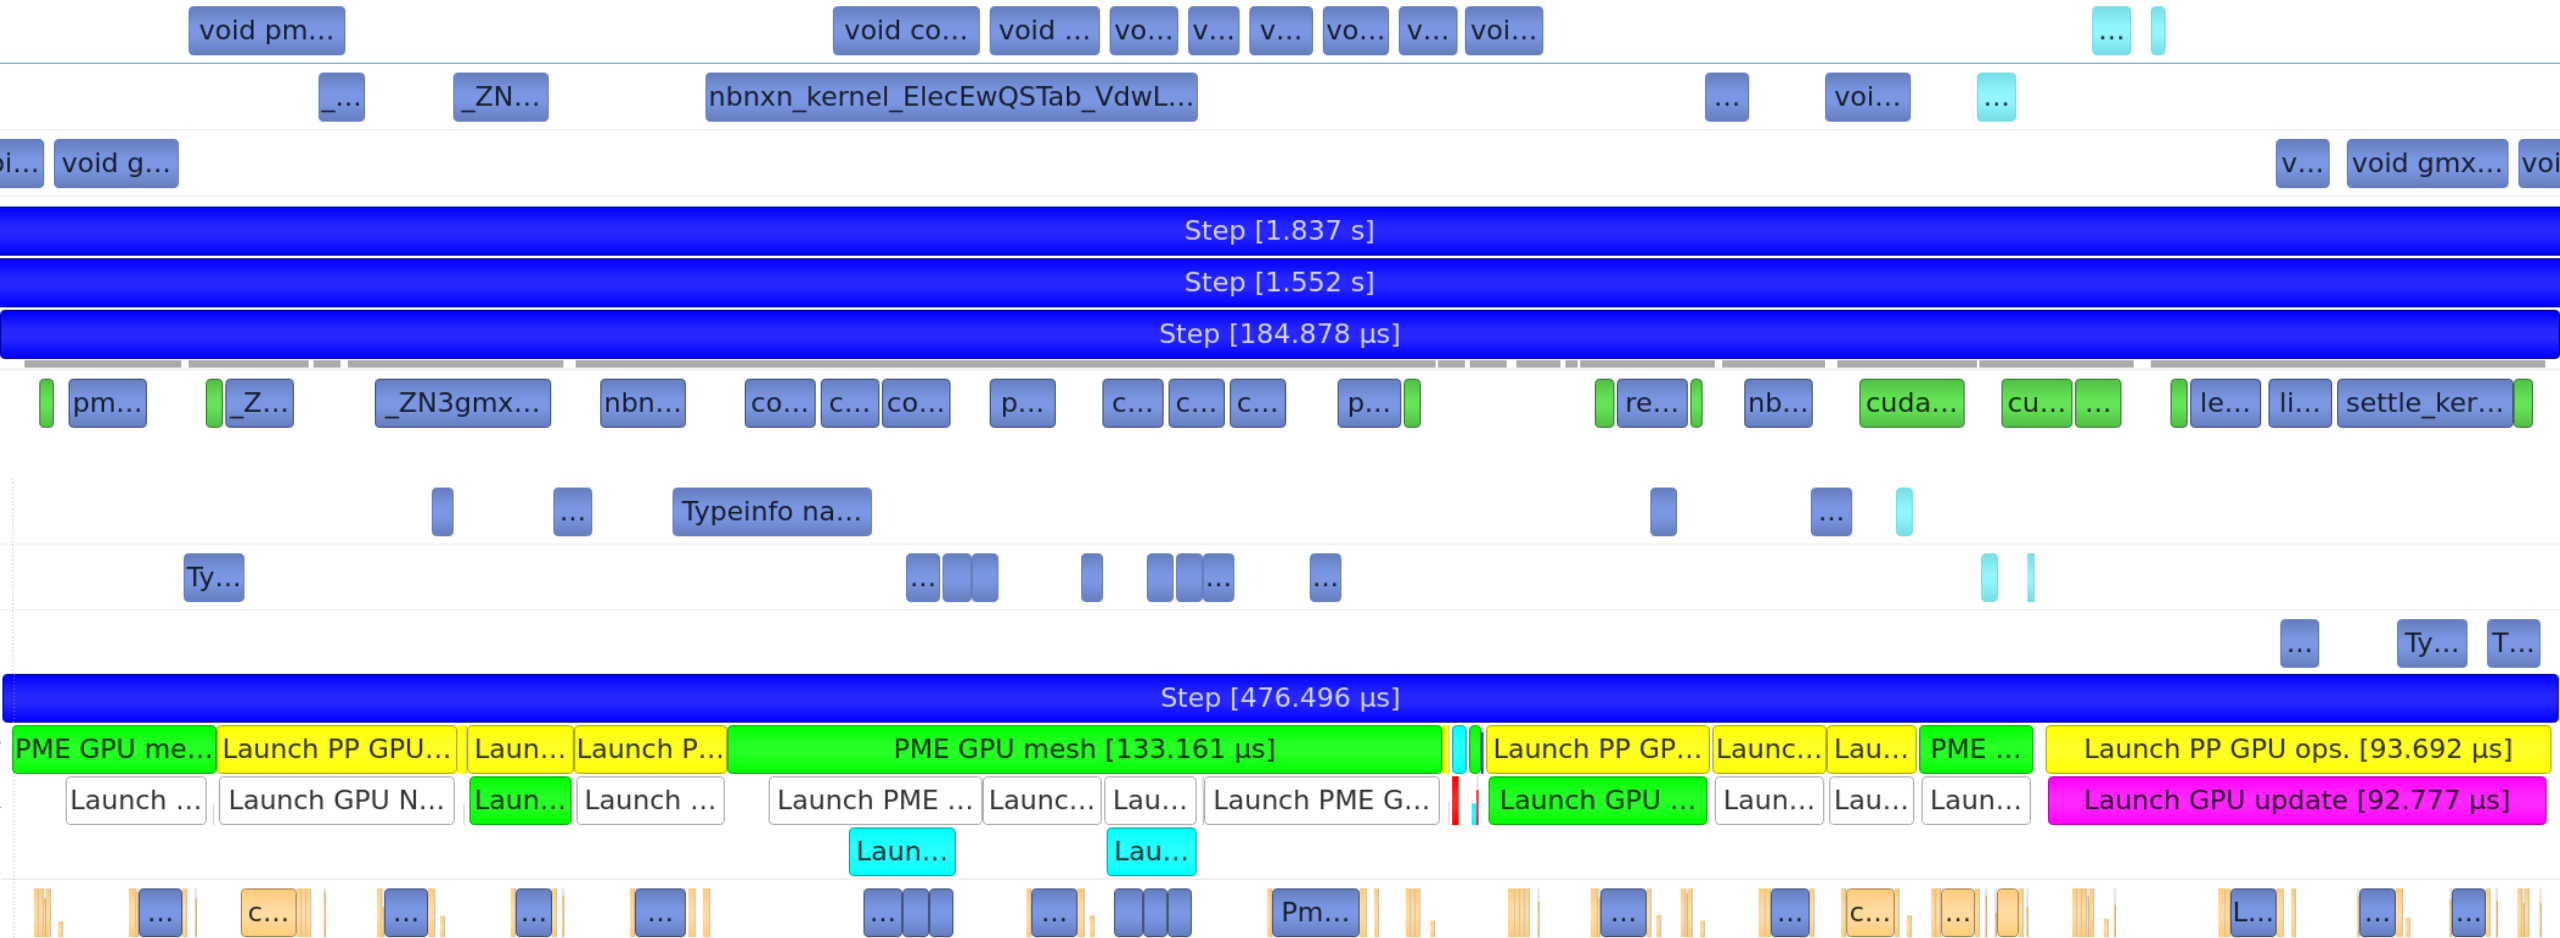 void pm... void co... void ... vo... v... v... vo... v... voi... ...
_... _ZN... nbnxn_kernel_ElecEwQSTab_VdwL... ... voi... ...
oi... void g... v... void gmx... voi
Step [1.837 s]
Step [1.552 s]
Step [184.878 µs]
pm... _Z... _ZN3gmx... nbn... co... c... co... p... c... c... c... p... re... nb... cuda... cu... ... le... li... settle_ker...
... Typeinfo na... ...
Ty... ... ... ...
... Ty... T...
Step [476.496 µs]
PME GPU me... Launch PP GPU... Laun... Launch P... PME GPU mesh [133.161 µs] Launch PP GP... Launc... Lau... PME ... Launch PP GPU ops. [93.692 µs]
Launch ... Launch GPU N... Laun... Launch ... Launch PME ... Launc... Lau... Launch PME G... Launch GPU ... Laun... Lau... Laun... Launch GPU update [92.777 µs]
Laun... Lau...
... c... ... ... ... ... ... Pm... ... ... c... ... L... ... ...